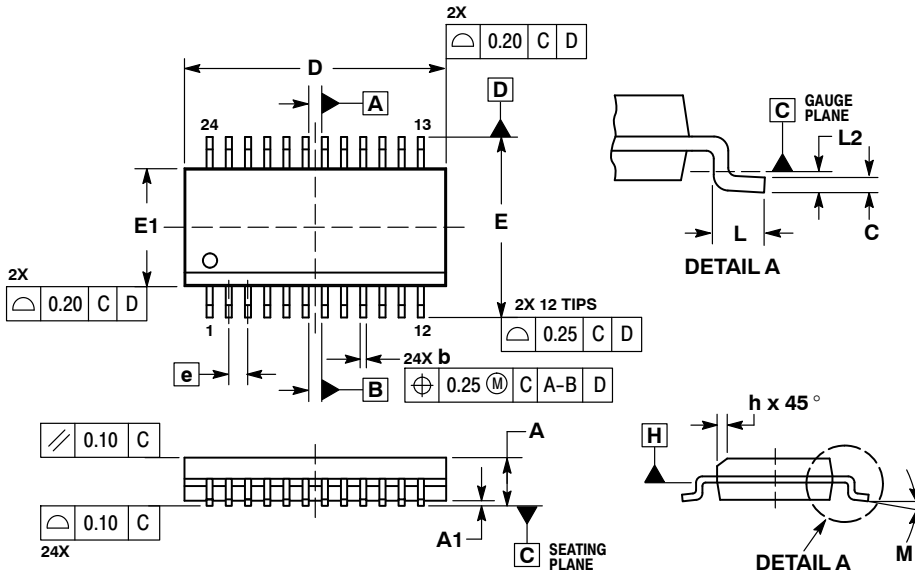 2X
⌓ 0.20 C D
D
A
D
24
13
E1
E
2X
⌓ 0.20 C D
1
12
2X 12 TIPS
⌓ 0.25 C D
e
24X b
B
⌖ 0.25 Ⓜ C A–B D
C GAUGE
PLANE
L2
L
C
DETAIL A
⫽ 0.10 C
A
⌓ 0.10 C
24X
A1
C SEATING
PLANE
h x 45 °
H
M
DETAIL A